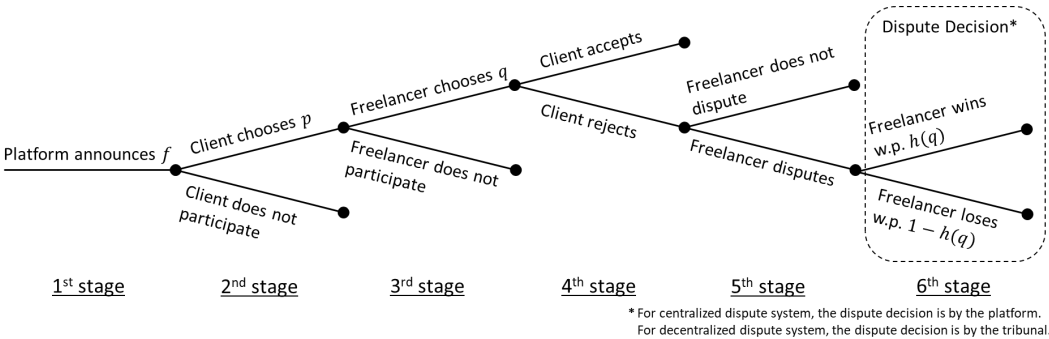 Platform announces f
Client chooses p
Client does not
participate
Freelancer chooses q
Freelancer does not
participate
Client accepts
Client rejects
Freelancer does not
dispute
Freelancer disputes
Dispute Decision*
Freelancer wins
w.p. h(q)
Freelancer loses
w.p. 1 − h(q)
1st stage
2nd stage
3rd stage
4th stage
5th stage
6th stage
* For centralized dispute system, the dispute decision is by the platform.
For decentralized dispute system, the dispute decision is by the tribunal.